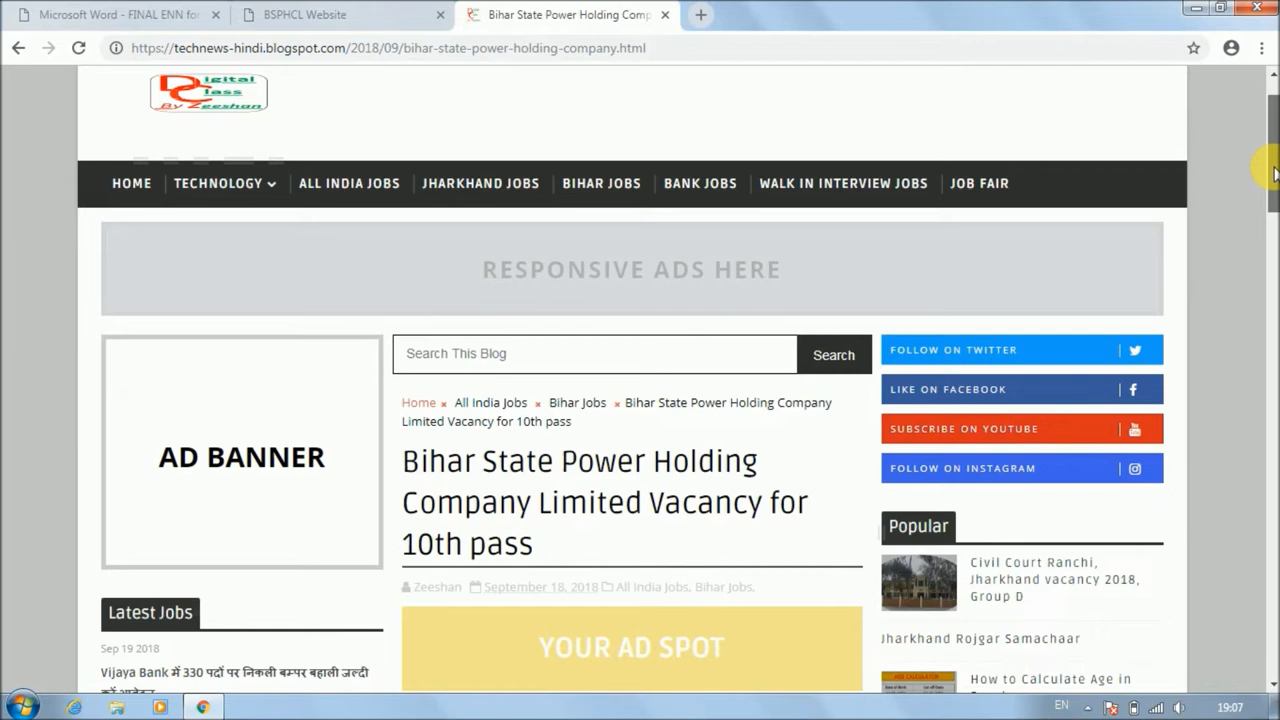 Microsoft Word - FINAL ENN for
BSPHCL Website
Bihar State Power Holding Comp
https://technews-hindi.blogspot.com/2018/09/bihar-state-power-holding-company.html
Digital
Class
By Zeeshan
HOME
TECHNOLOGY
ALL INDIA JOBS
JHARKHAND JOBS
BIHAR JOBS
BANK JOBS
WALK IN INTERVIEW JOBS
JOB FAIR
RESPONSIVE ADS HERE
AD BANNER
Latest Jobs
Sep 19 2018
Vijaya Bank में 330 पदों पर निकली बम्पर बहाली जल्दी
Search This Blog
Search
Home × All India Jobs × Bihar Jobs × Bihar State Power Holding Company
Limited Vacancy for 10th pass
Bihar State Power Holding
Company Limited Vacancy for
10th pass
Zeeshan September 18, 2018 All India Jobs, Bihar Jobs,
YOUR AD SPOT
FOLLOW ON TWITTER
LIKE ON FACEBOOK
SUBSCRIBE ON YOUTUBE
FOLLOW ON INSTAGRAM
Popular
Civil Court Ranchi,
Jharkhand vacancy 2018,
Group D
Jharkhand Rojgar Samachaar
How to Calculate Age in
EN
19:07